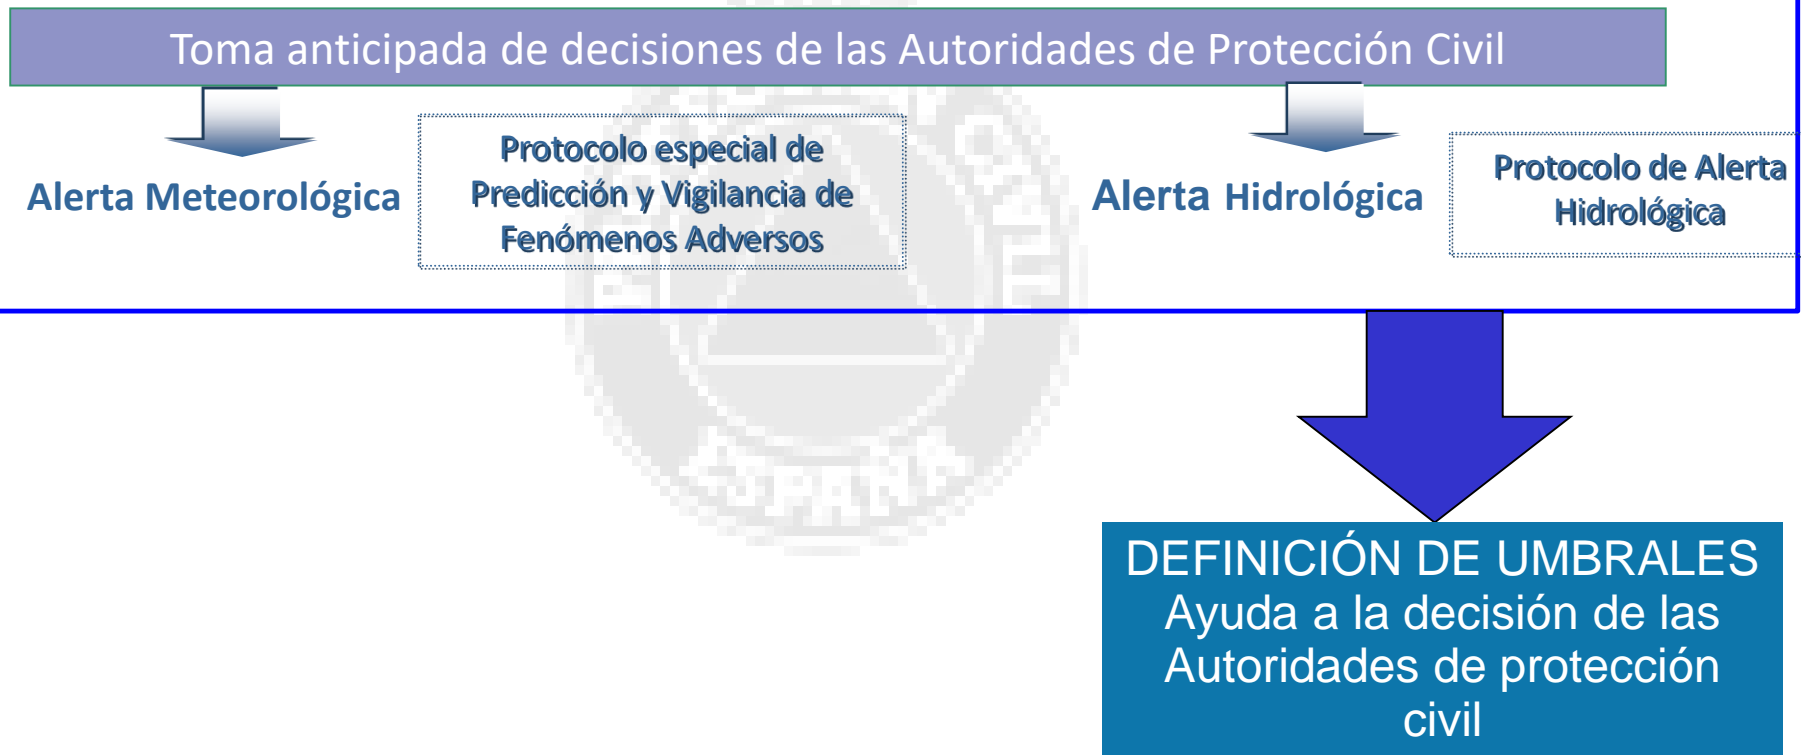 Toma anticipada de decisiones de las Autoridades de Protección Civil
Alerta Meteorológica
Protocolo especial de
Predicción y Vigilancia de
Fenómenos Adversos
Alerta Hidrológica
Protocolo de Alerta
Hidrológica
DEFINICIÓN DE UMBRALES
Ayuda a la decisión de las
Autoridades de protección
civil